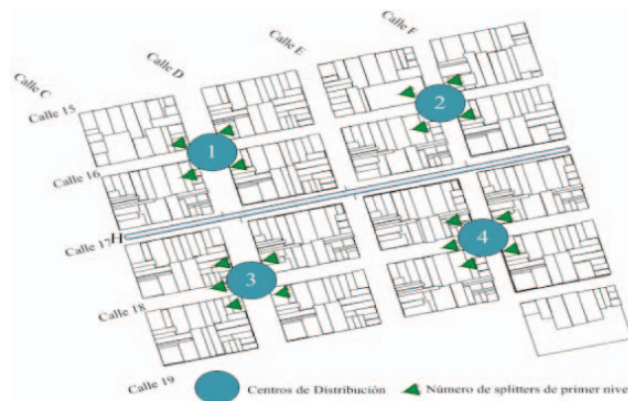 Calle F
Calle E
Calle D
Calle C
Calle 15
2
1
Calle 16
H
Calle 17
4
3
Calle 18
Calle 19
Centros de Distribución
Número de splitters de primer nive